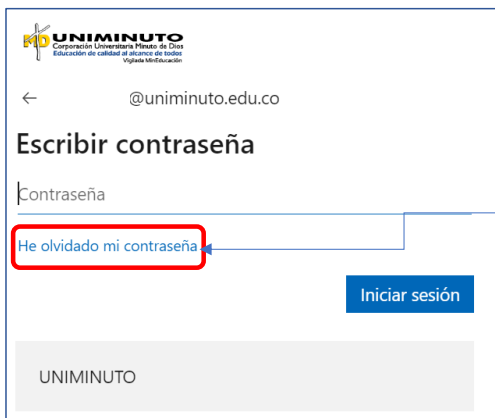 UNIMINUTO
Corporación Universitaria Minuto de Dios
Educación de calidad al alcance de todos
Vigilada MinEducación
← @uniminuto.edu.co
Escribir contraseña
Contraseña
He olvidado mi contraseña
Iniciar sesión
UNIMINUTO